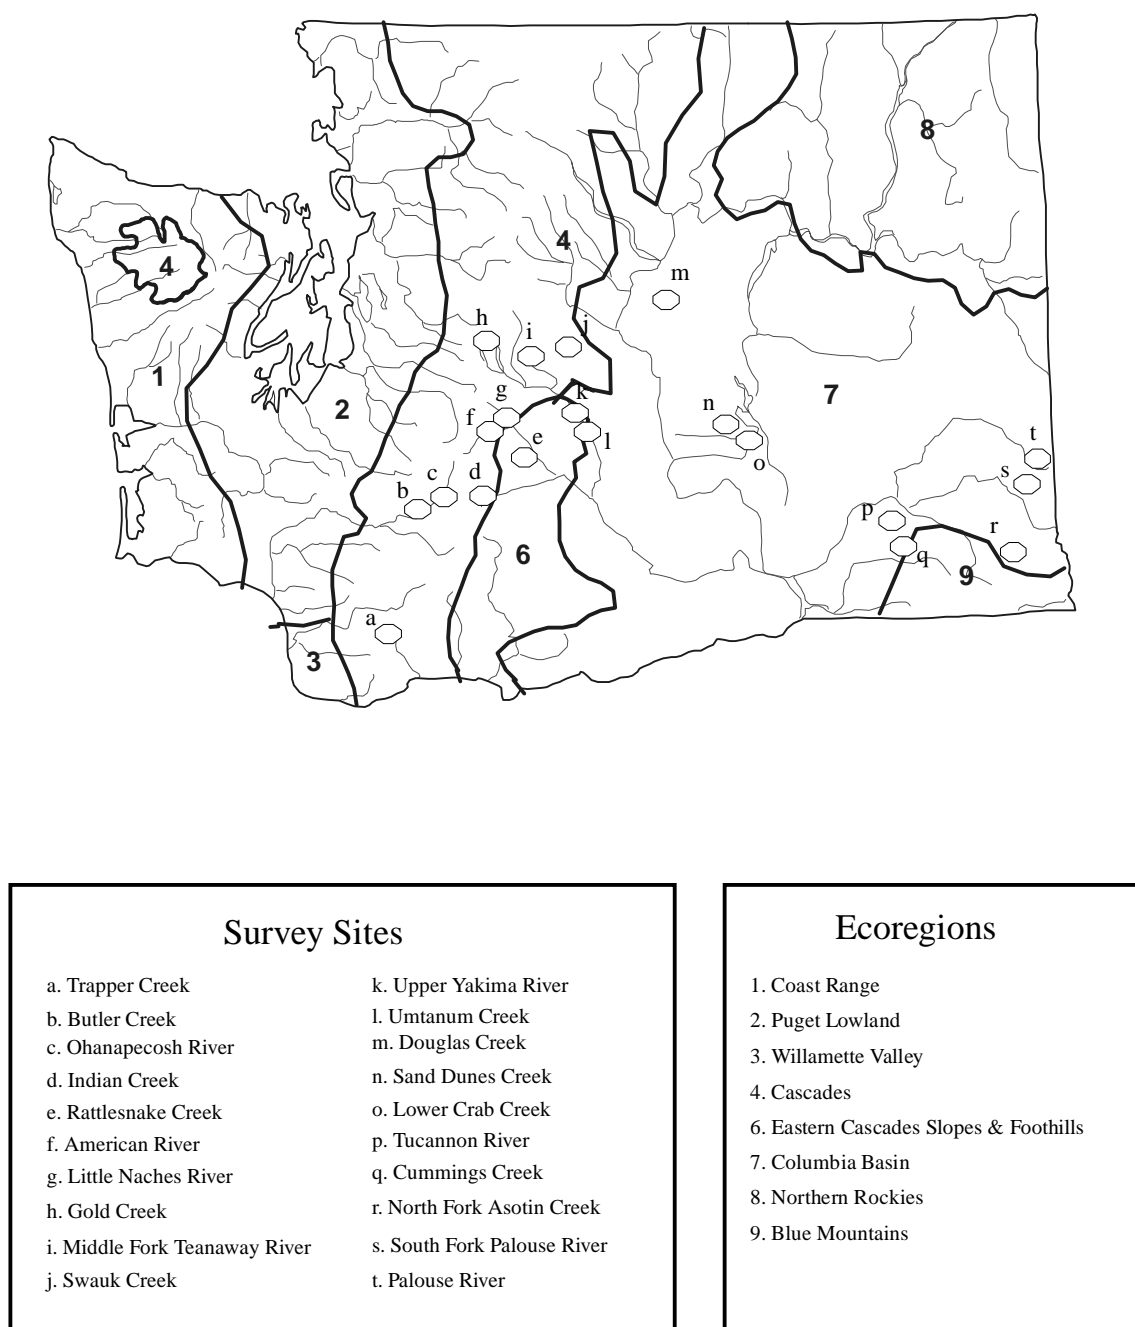 8
4
4
m
h
i
j
1
7
2
g
k
n
f
l
t
e
o
c
d
s
b
p
r
6
q
9
a
3
Survey Sites
a. Trapper Creek
b. Butler Creek
c. Ohanapecosh River
d. Indian Creek
e. Rattlesnake Creek
f. American River
g. Little Naches River
h. Gold Creek
i. Middle Fork Teanaway River
j. Swauk Creek
k. Upper Yakima River
l. Umtanum Creek
m. Douglas Creek
n. Sand Dunes Creek
o. Lower Crab Creek
p. Tucannon River
q. Cummings Creek
r. North Fork Asotin Creek
s. South Fork Palouse River
t. Palouse River
Ecoregions
1. Coast Range
2. Puget Lowland
3. Willamette Valley
4. Cascades
6. Eastern Cascades Slopes & Foothills
7. Columbia Basin
8. Northern Rockies
9. Blue Mountains